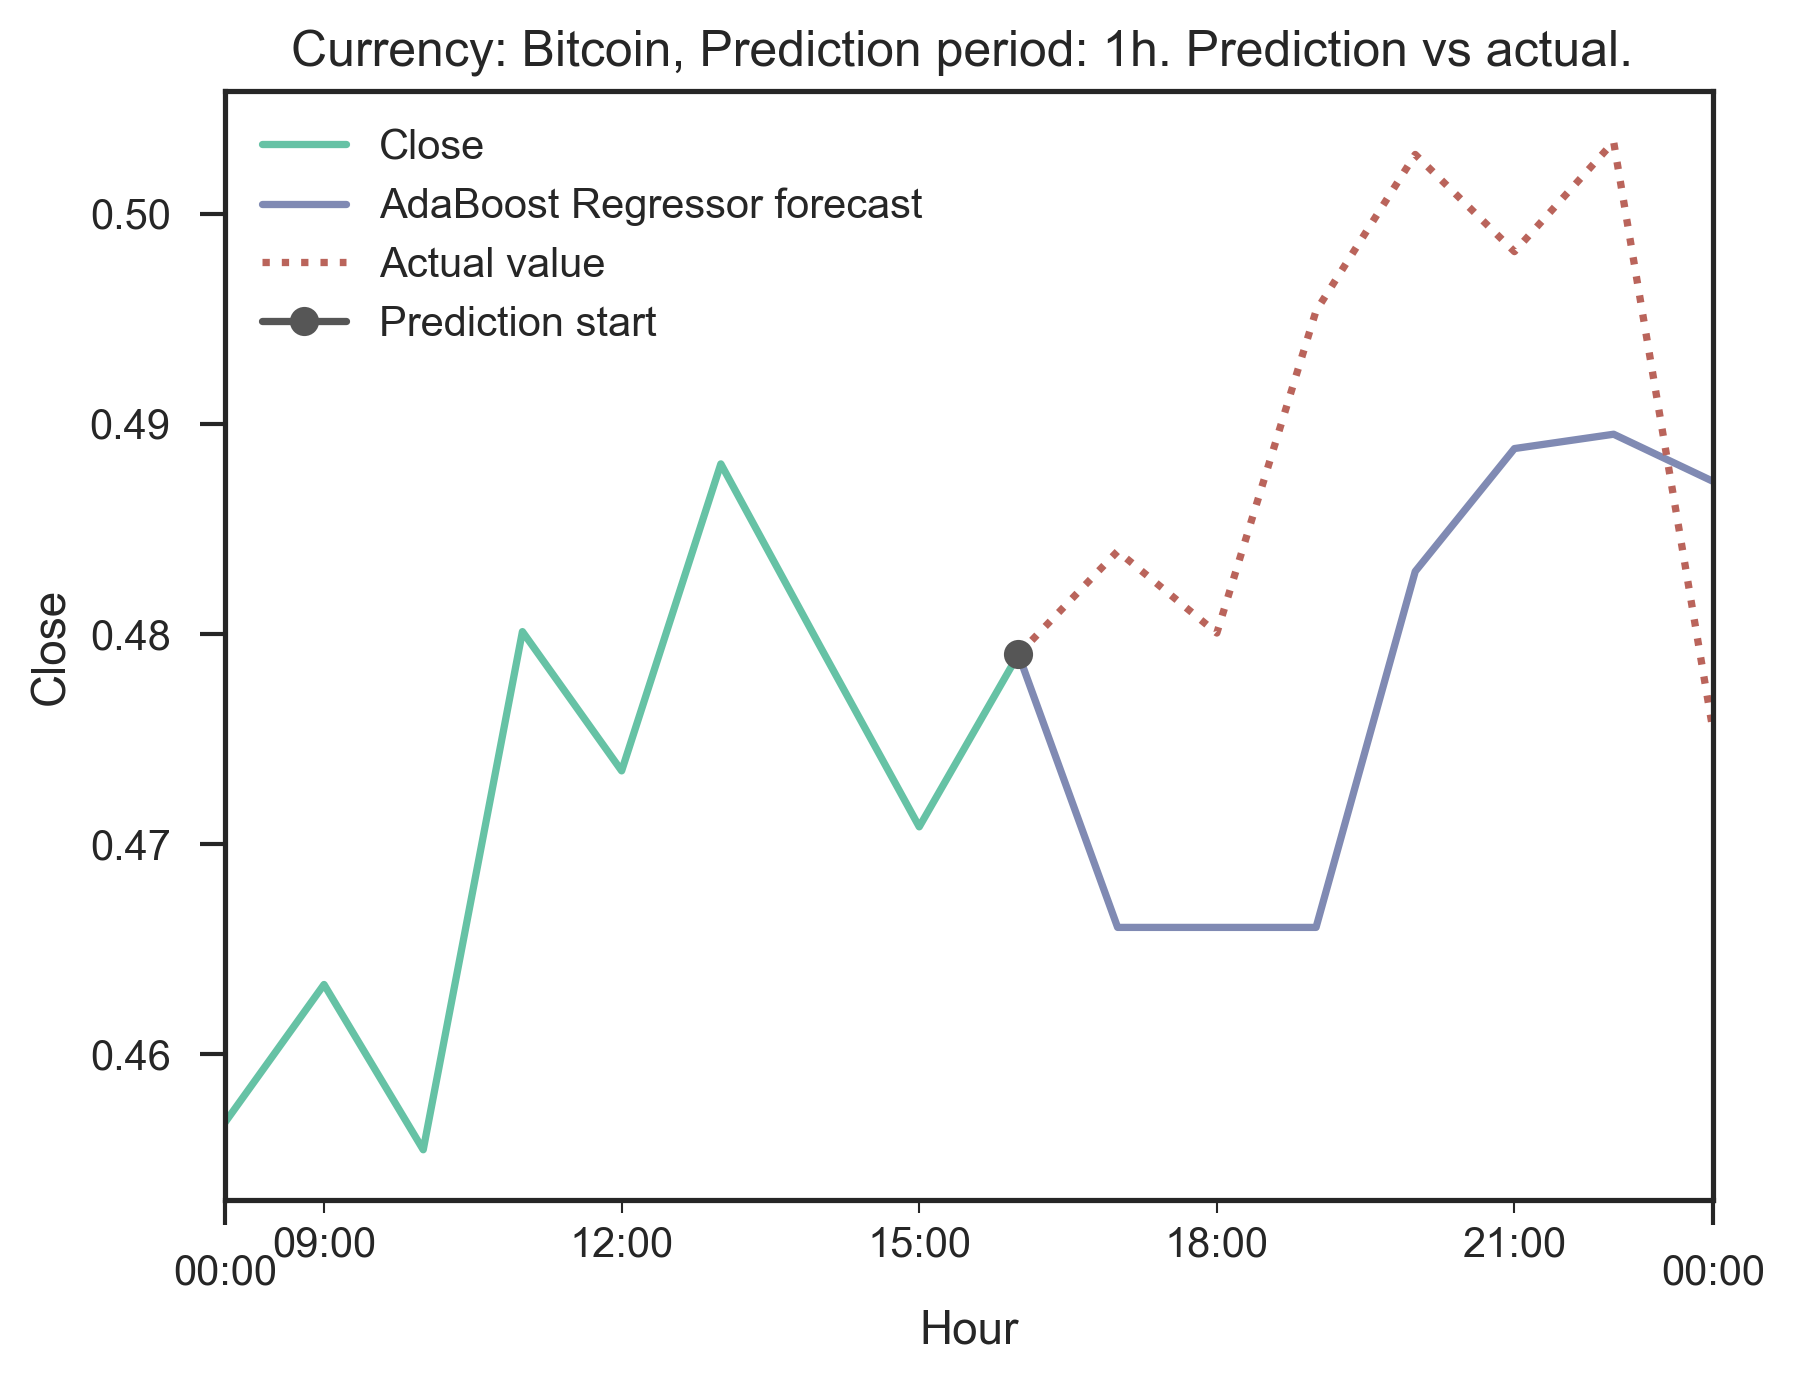 Currency: Bitcoin, Prediction period: 1h. Prediction vs actual.
Close
AdaBoost Regressor forecast
Actual value
Prediction start
0.50
0.49
0.48
0.47
0.46
Close
09:00 12:00 15:00 18:00 21:00
00:00 00:00
Hour